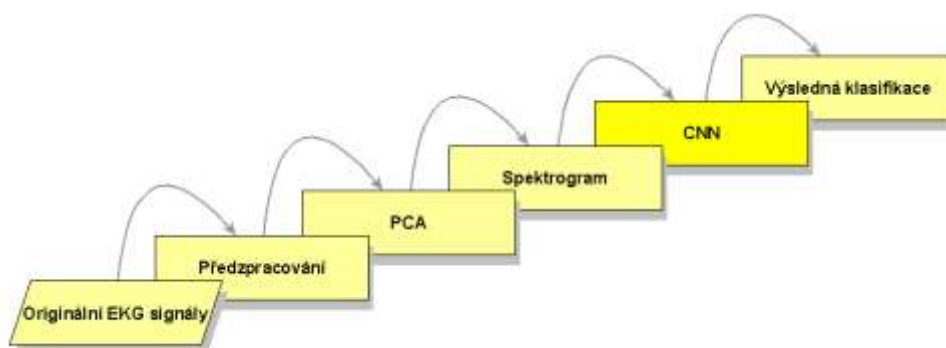 Originální EKG signály
Předzpracování
PCA
Spektrogram
CNN
Výsledná klasifikace